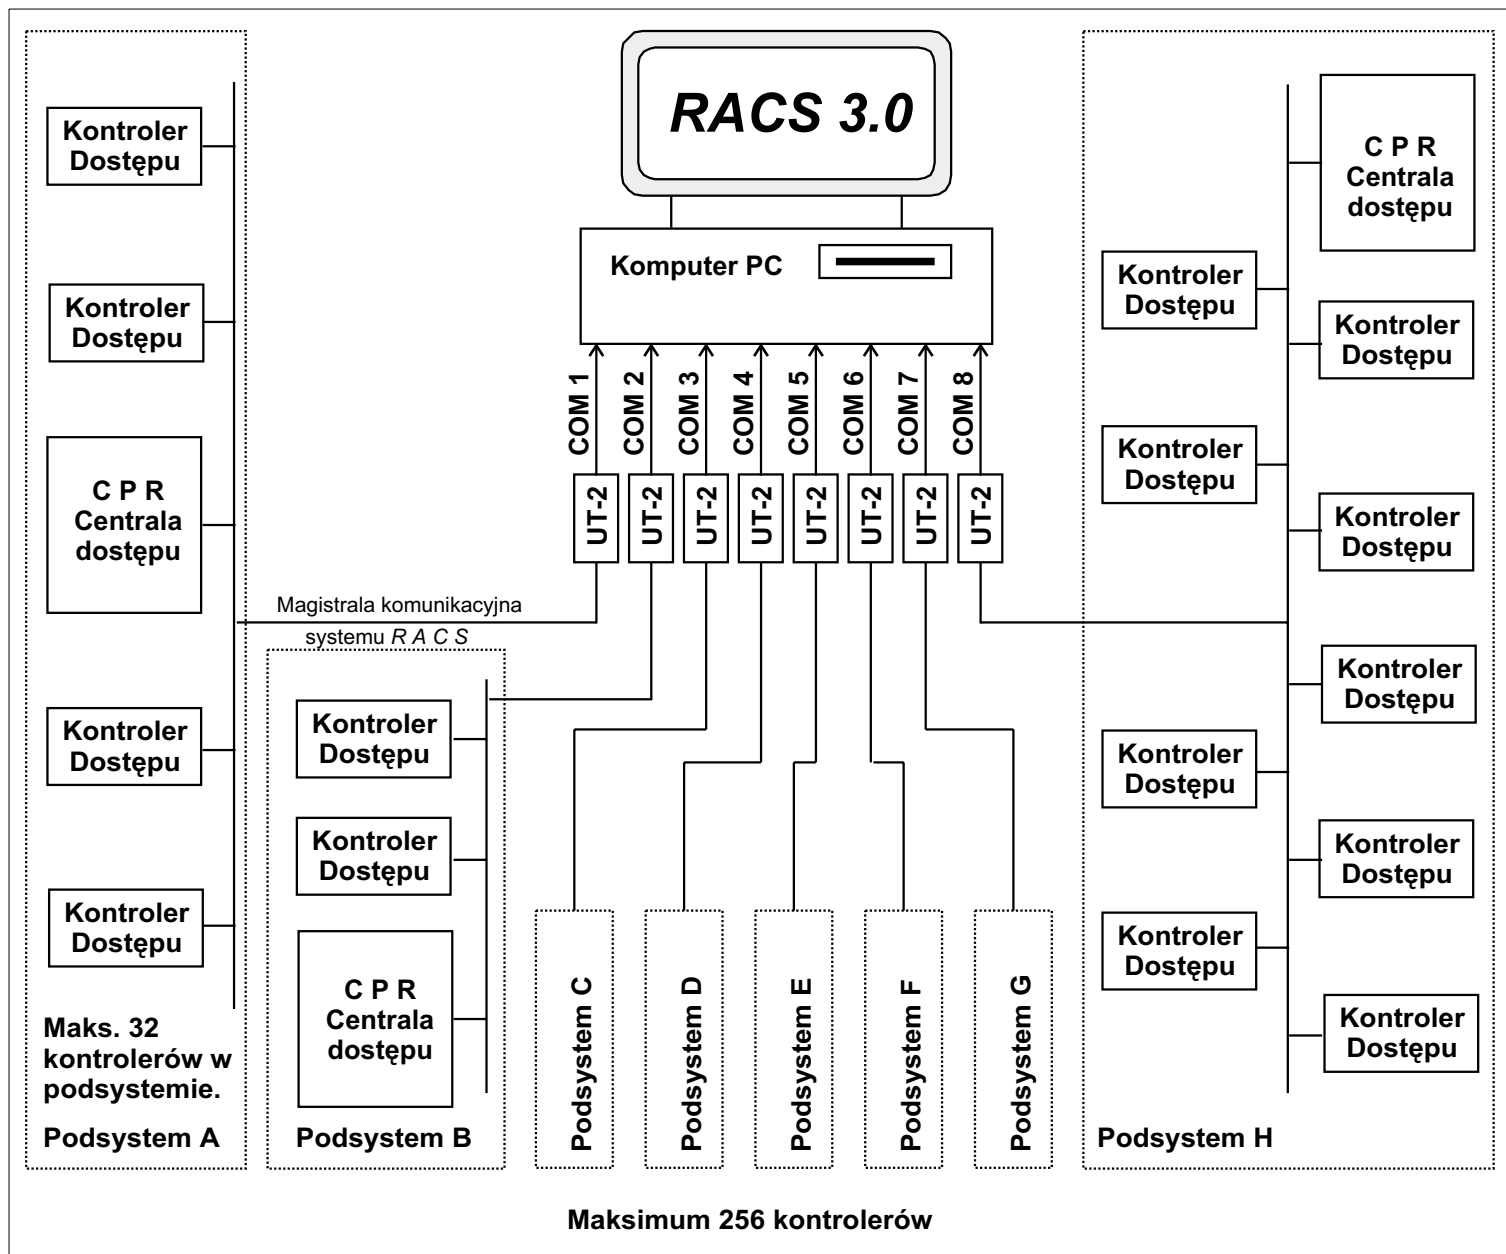 RACS 3.0
Komputer PC
COM 1
COM 2
COM 3
COM 4
COM 5
COM 6
COM 7
COM 8
UT-2
UT-2
UT-2
UT-2
UT-2
UT-2
UT-2
UT-2
Kontroler
Dostępu
Kontroler
Dostępu
C P R
Centrala
dostępu
Kontroler
Dostępu
Kontroler
Dostępu
Maks. 32
kontrolerów w
podsystemie.
Podsystem A
Magistrala komunikacyjna
systemu R A C S
Kontroler
Dostępu
Kontroler
Dostępu
C P R
Centrala
dostępu
Podsystem B
Podsystem C
Podsystem D
Podsystem E
Podsystem F
Podsystem G
C P R
Centrala
dostępu
Kontroler
Dostępu
Kontroler
Dostępu
Kontroler
Dostępu
Kontroler
Dostępu
Kontroler
Dostępu
Kontroler
Dostępu
Kontroler
Dostępu
Kontroler
Dostępu
Kontroler
Dostępu
Podsystem H
Maksimum 256 kontrolerów